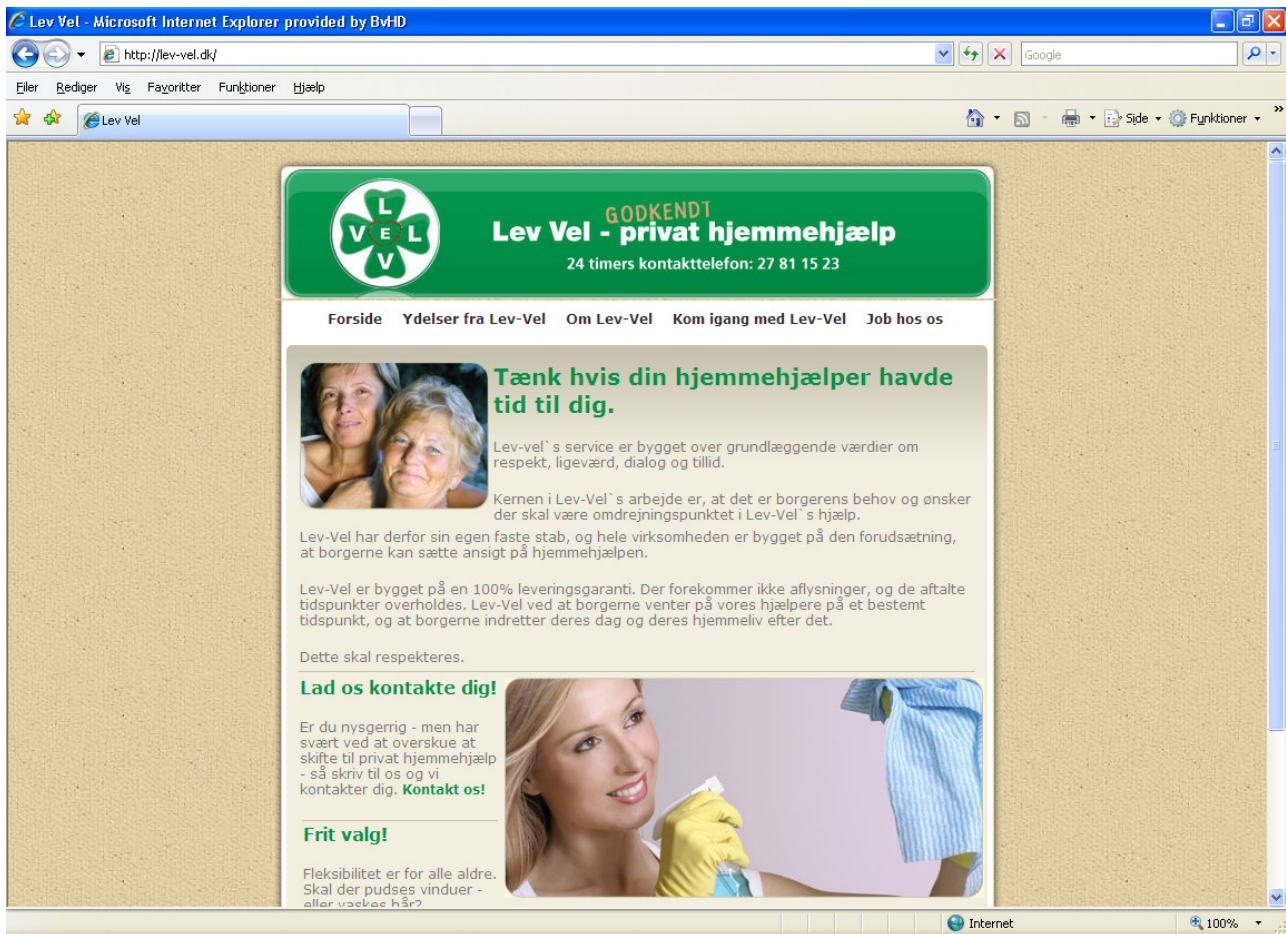 Lev Vel - Microsoft Internet Explorer provided by BvHD
http://lev-vel.dk/
Google
Filer Rediger Vis Favoritter Funktioner Hjælp
Lev Vel
Side Funktioner
L
V E L
V
GODKENDT
Lev Vel - privat hjemmehjælp
24 timers kontakttelefon: 27 81 15 23
Forside Ydelser fra Lev-Vel Om Lev-Vel Kom igang med Lev-Vel Job hos os
Tænk hvis din hjemmehjælper havde
tid til dig.
Lev-vel`s service er bygget over grundlæggende værdier om
respekt, ligeværd, dialog og tillid.
Kernen i Lev-Vel`s arbejde er, at det er borgerens behov og ønsker
der skal være omdrejningspunktet i Lev-Vel`s hjælp.
Lev-Vel har derfor sin egen faste stab, og hele virksomheden er bygget på den forudsætning,
at borgerne kan sætte ansigt på hjemmehjælpen.
Lev-Vel er bygget på en 100% leveringsgaranti. Der forekommer ikke aflysninger, og de aftalte
tidspunkter overholdes. Lev-Vel ved at borgerne venter på vores hjælpere på et bestemt
tidspunkt, og at borgerne indretter deres dag og deres hjemmeliv efter det.
Dette skal respekteres.
Lad os kontakte dig!
Er du nysgerrig - men har
svært ved at overskue at
skifte til privat hjemmehjælp
- så skriv til os og vi
kontakter dig. Kontakt os!
Frit valg!
Fleksibilitet er for alle aldre.
Skal der pudses vinduer -
eller vaskes hår?
Internet
100%